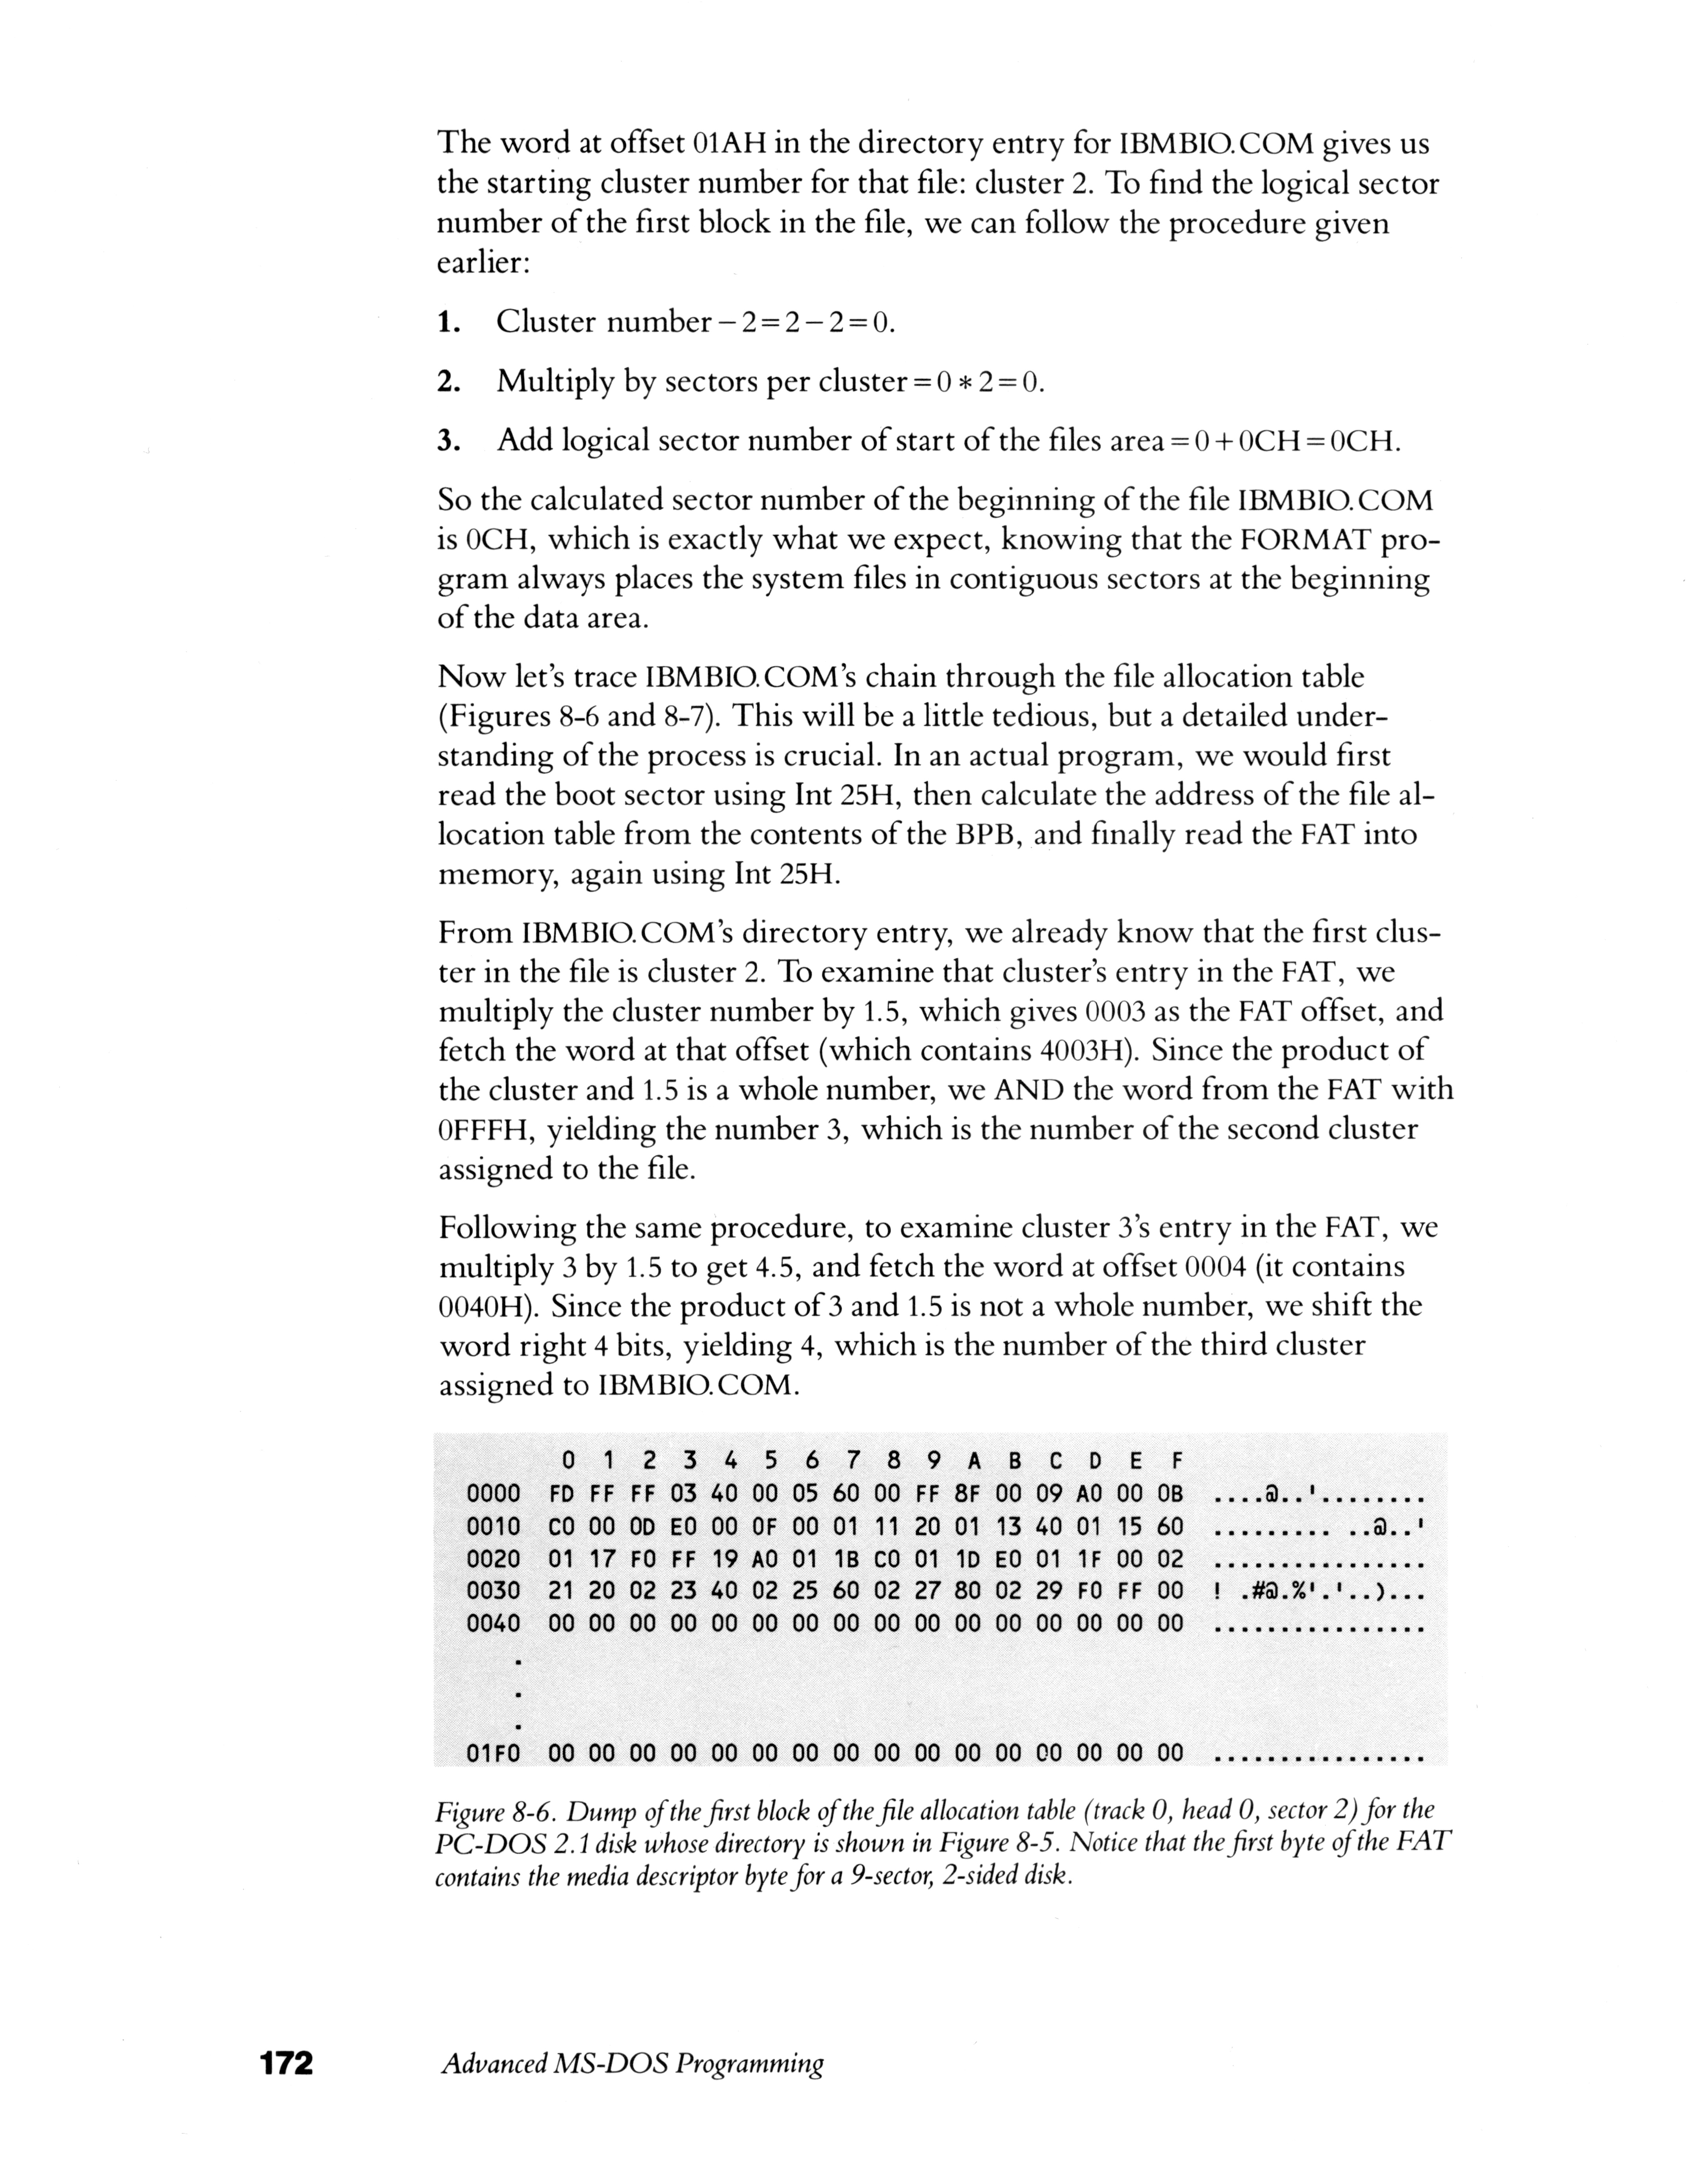 The word at offset 01AH in the directory entry for IBMBIO.COM gives us
the starting cluster number for that file: cluster 2. To find the logical sector
number of the first block in the file, we can follow the procedure given
earlier:
1. Cluster number – 2 = 2 – 2 = 0.
2. Multiply by sectors per cluster = 0 * 2 = 0.
3. Add logical sector number of start of the files area = 0 + 0CH = 0CH.
So the calculated sector number of the beginning of the file IBMBIO.COM
is 0CH, which is exactly what we expect, knowing that the FORMAT pro-
gram always places the system files in contiguous sectors at the beginning
of the data area.
Now let's trace IBMBIO.COM's chain through the file allocation table
(Figures 8-6 and 8-7). This will be a little tedious, but a detailed under-
standing of the process is crucial. In an actual program, we would first
read the boot sector using Int 25H, then calculate the address of the file al-
location table from the contents of the BPB, and finally read the FAT into
memory, again using Int 25H.
From IBMBIO.COM's directory entry, we already know that the first clus-
ter in the file is cluster 2. To examine that cluster's entry in the FAT, we
multiply the cluster number by 1.5, which gives 0003 as the FAT offset, and
fetch the word at that offset (which contains 4003H). Since the product of
the cluster and 1.5 is a whole number, we AND the word from the FAT with
0FFFH, yielding the number 3, which is the number of the second cluster
assigned to the file.
Following the same procedure, to examine cluster 3's entry in the FAT, we
multiply 3 by 1.5 to get 4.5, and fetch the word at offset 0004 (it contains
0040H). Since the product of 3 and 1.5 is not a whole number, we shift the
word right 4 bits, yielding 4, which is the number of the third cluster
assigned to IBMBIO.COM.
0 1 2 3 4 5 6 7 8 9 A B C D E F
0000 FD FF FF 03 40 00 05 60 00 FF 8F 00 09 A0 00 0B ....@..'........
0010 C0 00 0D E0 00 0F 00 01 11 20 01 13 40 01 15 60 ......... ..@..'
0020 01 17 F0 FF 19 A0 01 1B C0 01 1D E0 01 1F 00 02 ................
0030 21 20 02 23 40 02 25 60 02 27 80 02 29 F0 FF 00 ! .#@.%'.'..)...
0040 00 00 00 00 00 00 00 00 00 00 00 00 00 00 00 00 ................
.
.
.
01F0 00 00 00 00 00 00 00 00 00 00 00 00 00 00 00 00 ................
Figure 8-6. Dump of the first block of the file allocation table (track 0, head 0, sector 2) for the
PC-DOS 2.1 disk whose directory is shown in Figure 8-5. Notice that the first byte of the FAT
contains the media descriptor byte for a 9-sector, 2-sided disk.
172 Advanced MS-DOS Programming